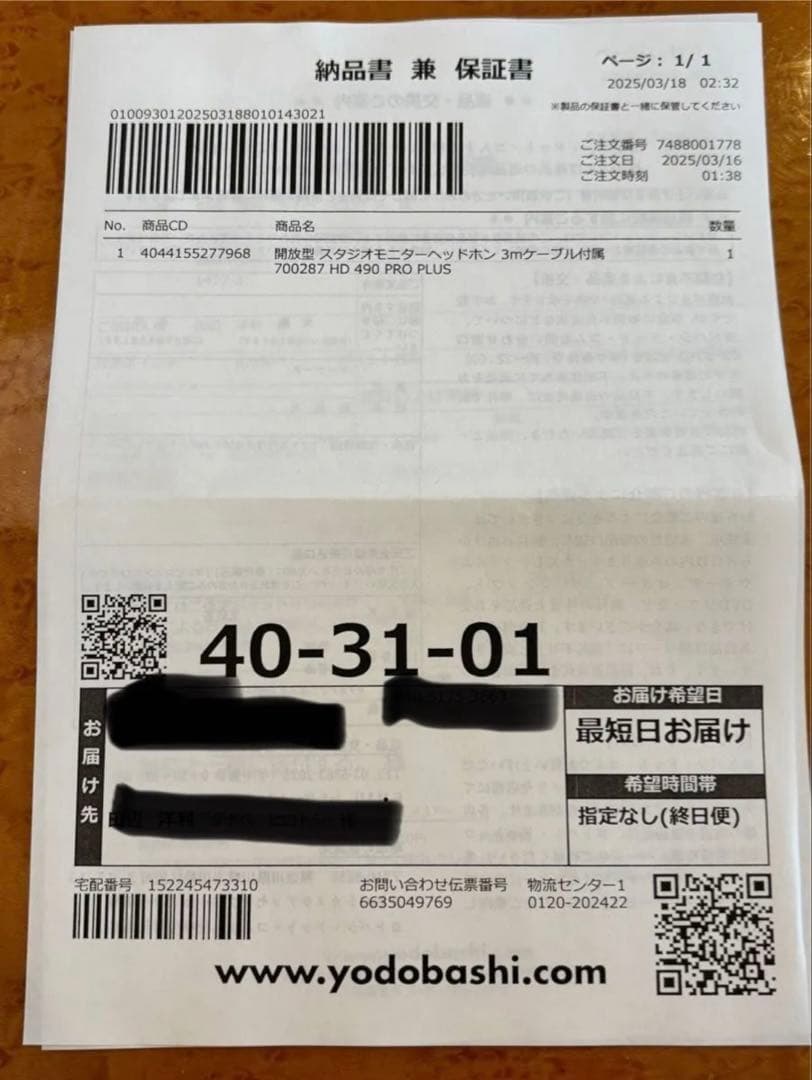 納品書 兼 保証書
ページ： 1/ 1
2025/03/18 02:32
※製品の保証書と一緒に保管してください
010093012025031880101​43021
ご注文番号 7488001778
ご注文日 2025/03/16
ご注文時刻 01:38
No. 商品CD 商品名 数量
1 4044155277968 開放型 スタジオモニターヘッドホン 3mケーブル付属 1
700287 HD 490 PRO PLUS
40-31-01
お届け先
お届け希望日
最短日お届け
希望時間帯
指定なし(終日便)
宅配番号 152245473310
お問い合わせ伝票番号 物流センター1
6635049769 0120-202422
www.yodobashi.com